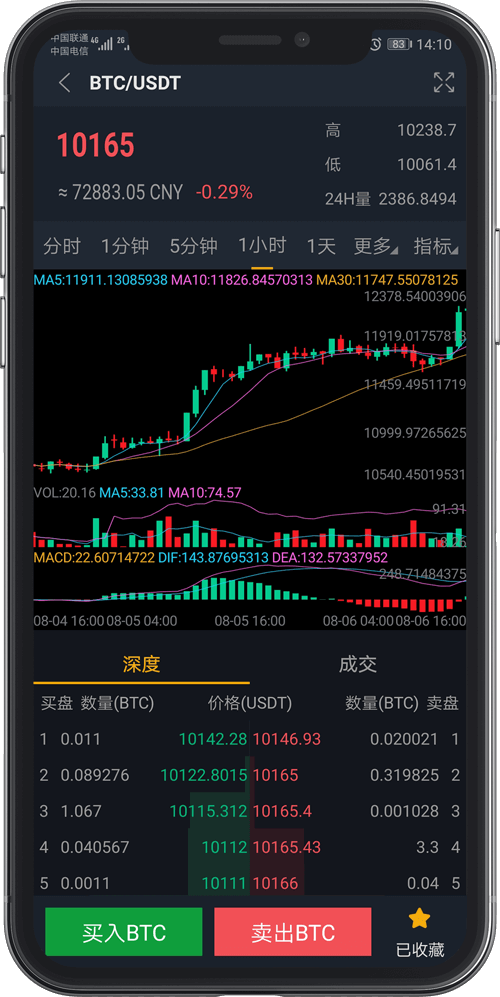 中国联通 4G 2G
中国电信
83 14:10
BTC/USDT
10165
≈ 72883.05 CNY -0.29%
高 10238.7
低 10061.4
24H量 2386.8494
分时 1分钟 5分钟 1小时 1天 更多 指标
MA5:11911.13085938 MA10:11826.84570313 MA30:11747.55078125
12378.54003906
11919.01757813
11459.49511719
10999.97265625
10540.45019531
VOL:20.16 MA5:33.81 MA10:74.57
91.31
MACD:22.60714722 DIF:143.87695313 DEA:132.57337952
248.71484375
08-04 16:00 08-05 04:00 08-05 16:00 08-06 04:00 08-06 16:00
深度 成交
买盘 数量(BTC) 价格(USDT) 数量(BTC) 卖盘
1 0.011 10142.28 10146.93 0.020021 1
2 0.089276 10122.8015 10165 0.319825 2
3 1.067 10115.312 10165.4 0.001028 3
4 0.040567 10112 10165.43 3.3 4
5 0.0011 10111 10166 0.04 5
买入BTC 卖出BTC 已收藏